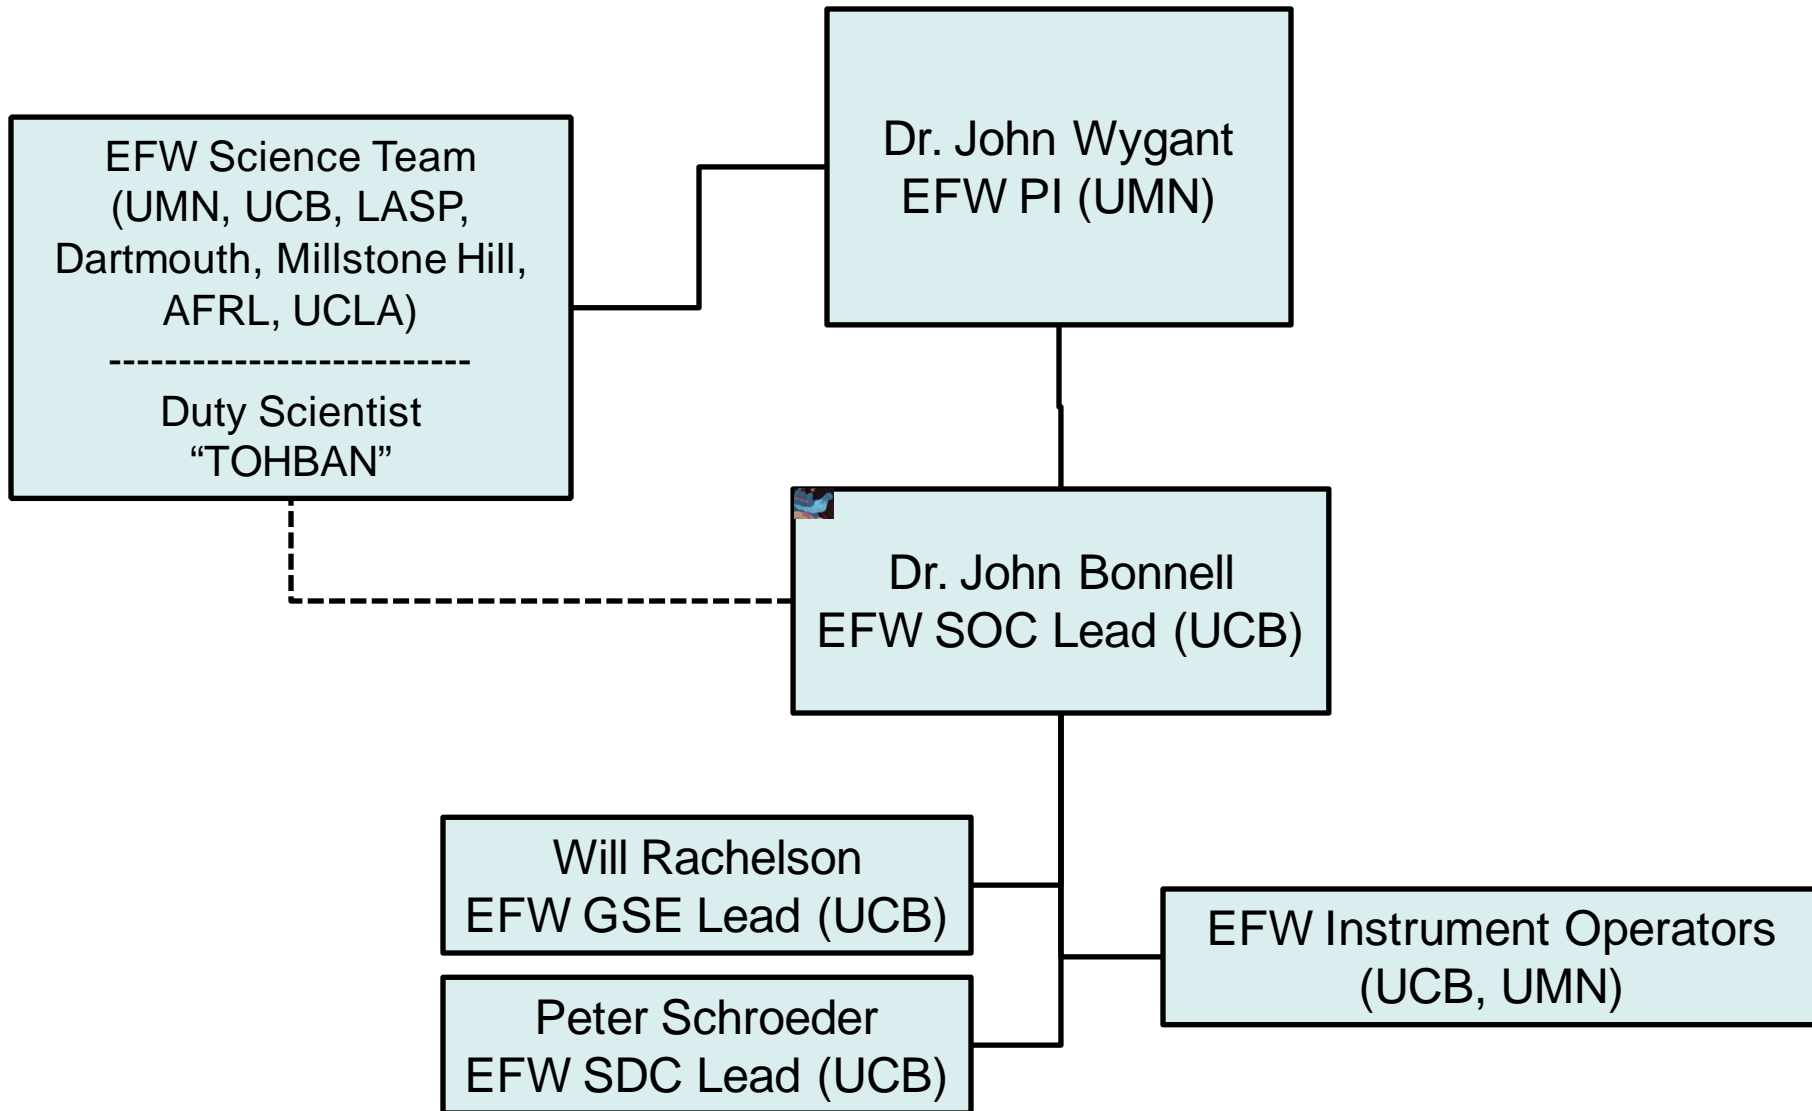 Dr. John Wygant
EFW PI (UMN)
EFW Science Team
(UMN, UCB, LASP,
Dartmouth, Millstone Hill,
AFRL, UCLA)
--------------------------
Duty Scientist
“TOHBAN”
Dr. John Bonnell
EFW SOC Lead (UCB)
Will Rachelson
EFW GSE Lead (UCB)
EFW Instrument Operators
(UCB, UMN)
Peter Schroeder
EFW SDC Lead (UCB)